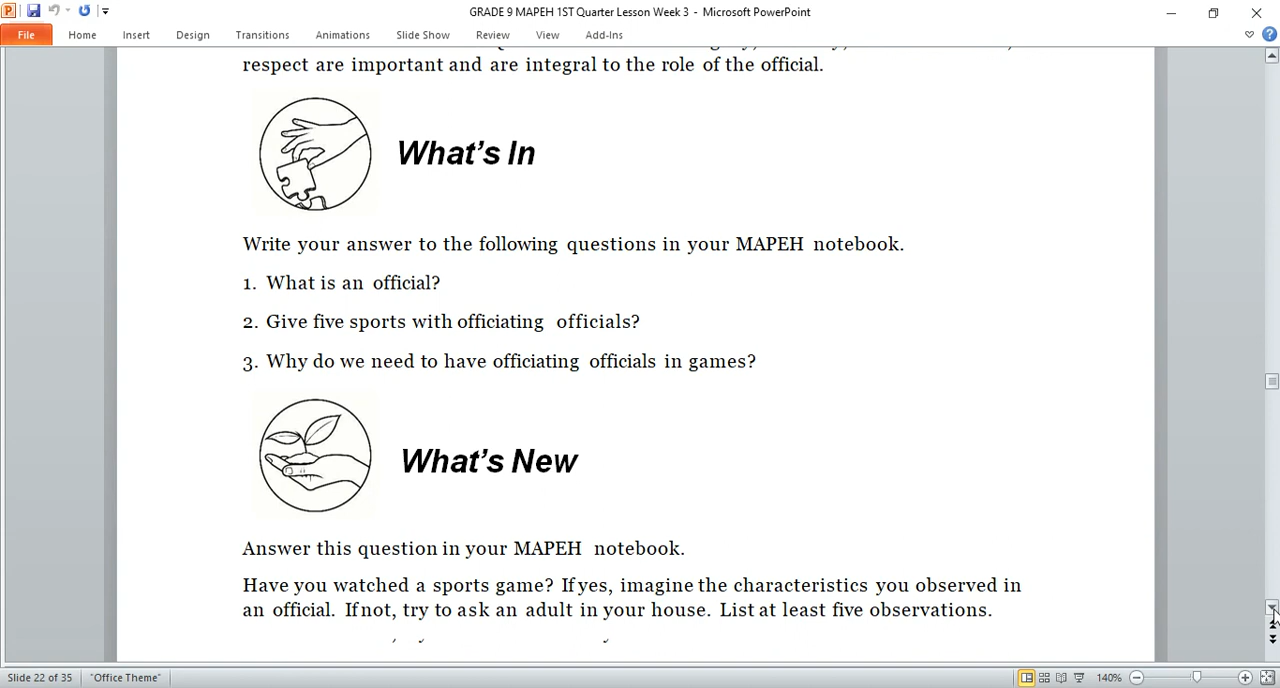 GRADE 9 MAPEH 1ST Quarter Lesson Week 3 - Microsoft PowerPoint
File Home Insert Design Transitions Animations Slide Show Review View Add-Ins
respect are important and are integral to the role of the official.
What's In
Write your answer to the following questions in your MAPEH notebook.
1. What is an official?
2. Give five sports with officiating officials?
3. Why do we need to have officiating officials in games?
What's New
Answer this question in your MAPEH notebook.
Have you watched a sports game? If yes, imagine the characteristics you observed in
an official. If not, try to ask an adult in your house. List at least five observations.
Slide 22 of 35 "Office Theme" 140%